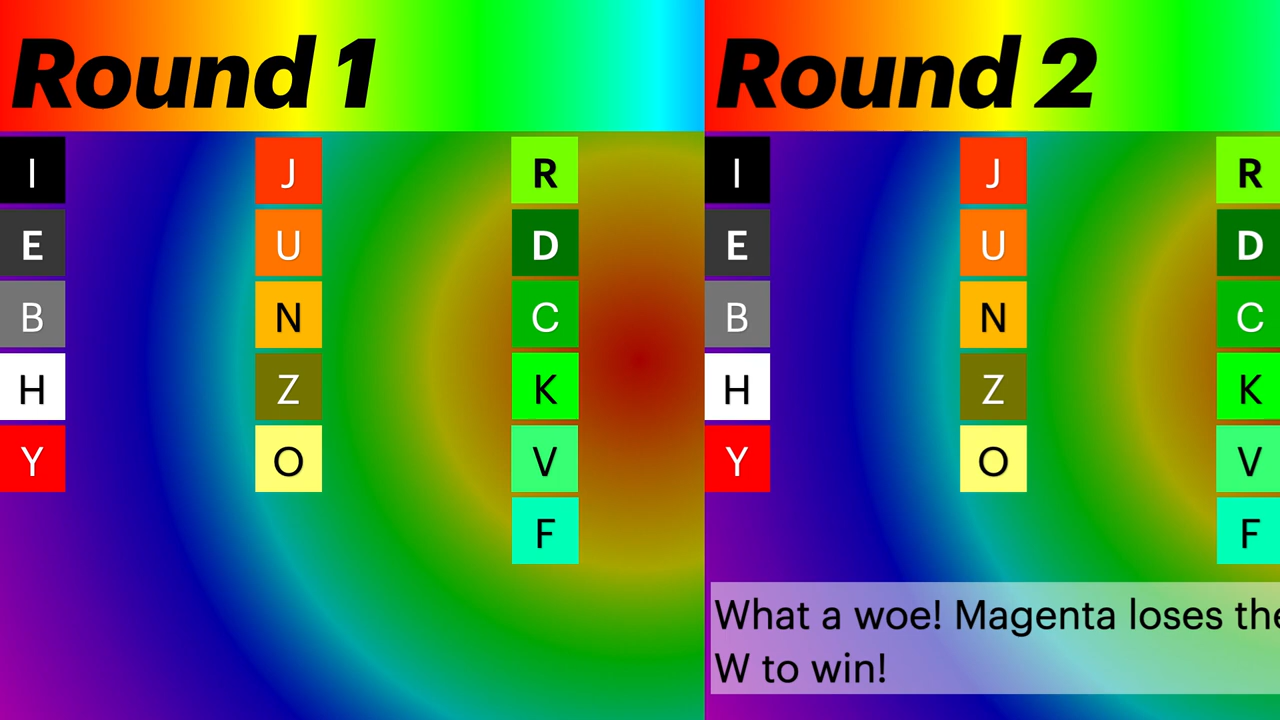 Round 1
I
E
B
H
Y
J
U
N
Z
O
R
D
C
K
V
F
Round 2
I
E
B
H
Y
J
U
N
Z
O
R
D
C
K
V
F
What a woe! Magenta loses the
W to win!